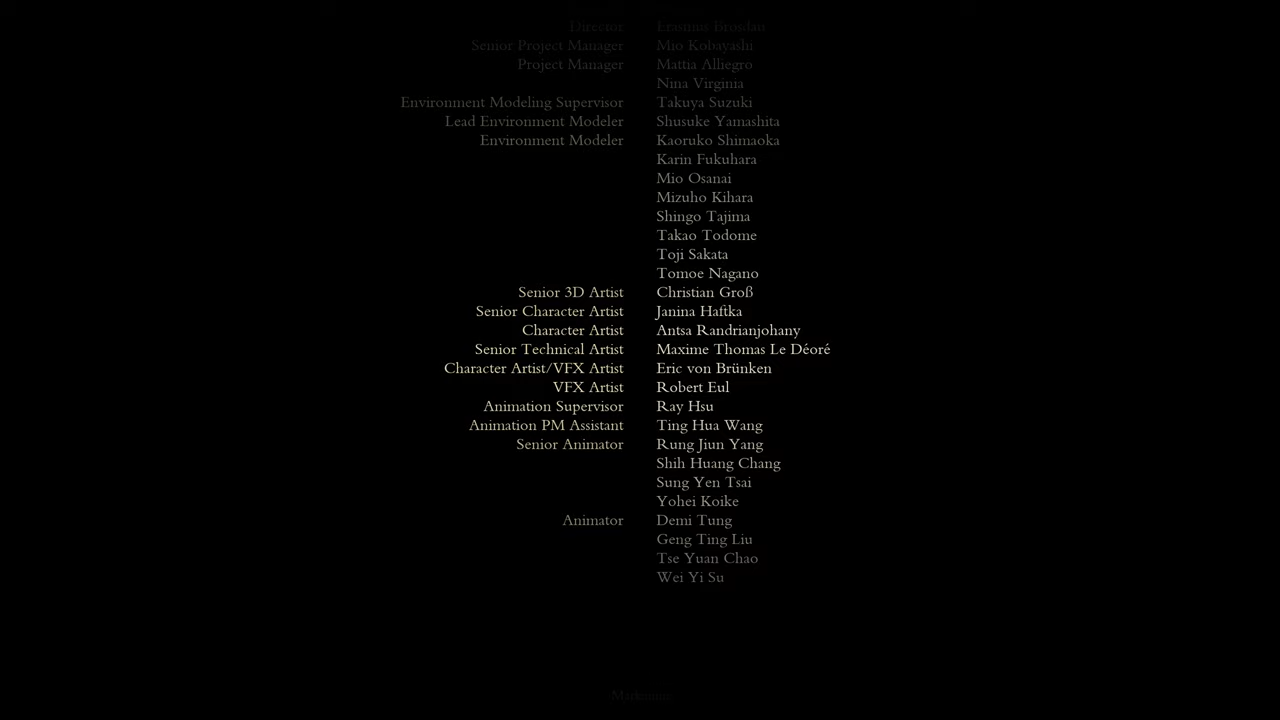 Director Erasmus Brosdau
Senior Project Manager Mio Kobayashi
Project Manager Mattia Alliegro
Nina Virginia
Environment Modeling Supervisor Takuya Suzuki
Lead Environment Modeler Shusuke Yamashita
Environment Modeler Kaoruko Shimaoka
Karin Fukuhara
Mio Osanai
Mizuho Kihara
Shingo Tajima
Takao Todome
Toji Sakata
Tomoe Nagano
Senior 3D Artist Christian Groß
Senior Character Artist Janina Haftka
Character Artist Antsa Randrianjohany
Senior Technical Artist Maxime Thomas Le Déoré
Character Artist/VFX Artist Eric von Brünken
VFX Artist Robert Eul
Animation Supervisor Ray Hsu
Animation PM Assistant Ting Hua Wang
Senior Animator Rung Jiun Yang
Shih Huang Chang
Sung Yen Tsai
Yohei Koike
Animator Demi Tung
Geng Ting Liu
Tse Yuan Chao
Wei Yi Su